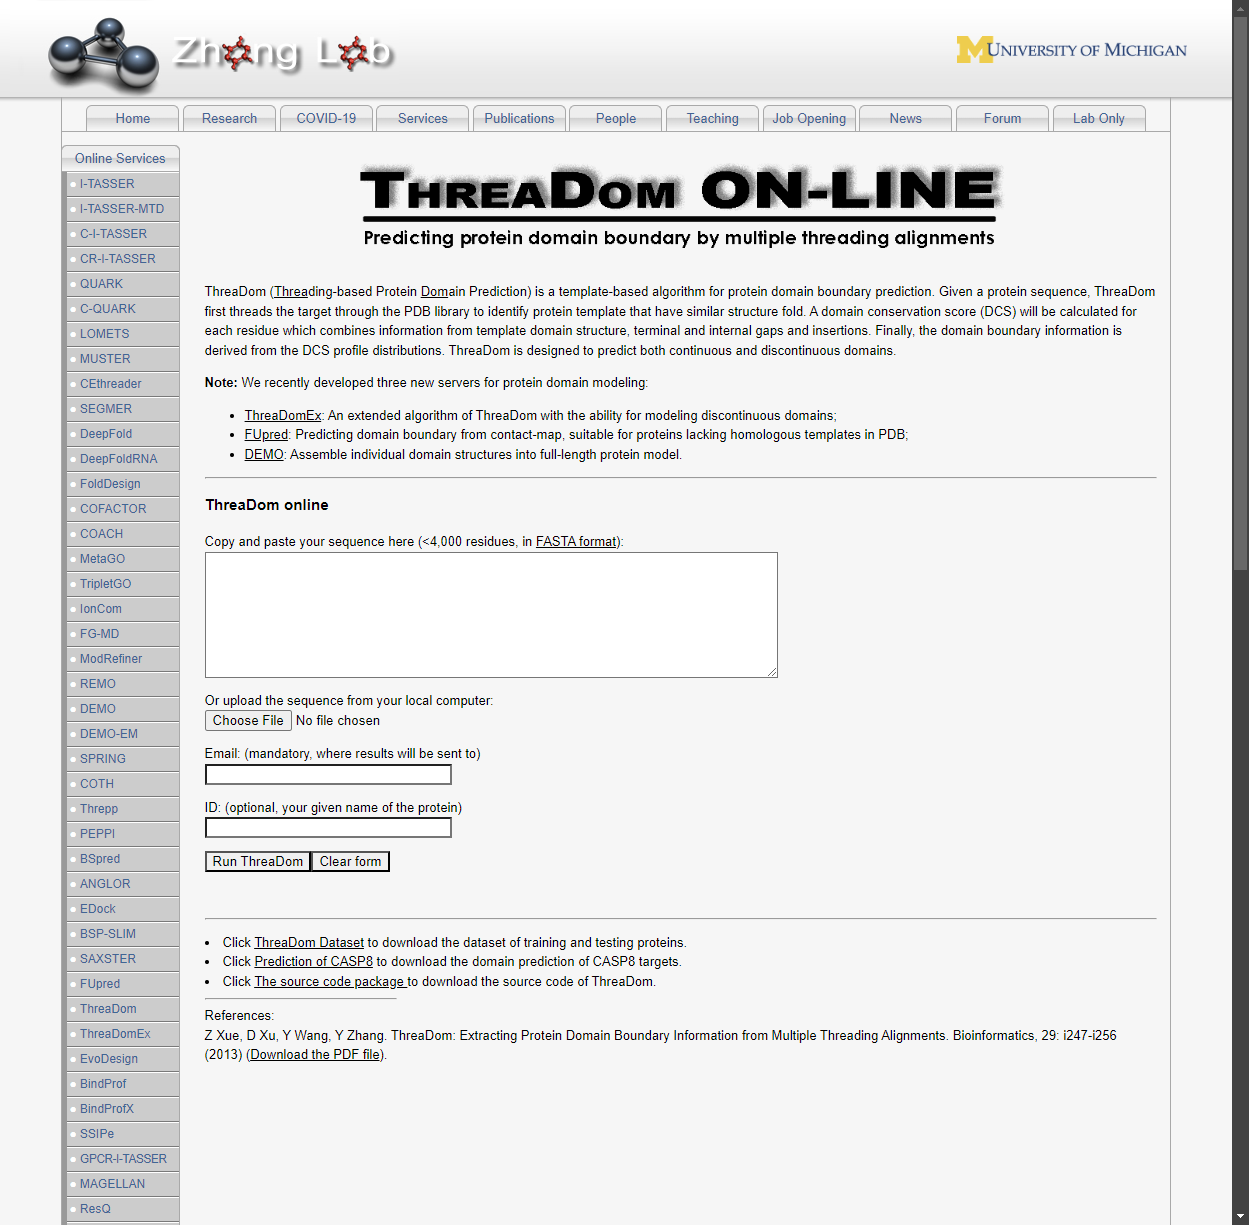 Zhang Lab
UNIVERSITY OF MICHIGAN
Home
Research
COVID-19
Services
Publications
People
Teaching
Job Opening
News
Forum
Lab Only
Online Services
I-TASSER
I-TASSER-MTD
C-I-TASSER
CR-I-TASSER
QUARK
C-QUARK
LOMETS
MUSTER
CEthreader
SEGMER
DeepFold
DeepFoldRNA
FoldDesign
COFACTOR
COACH
MetaGO
TripletGO
IonCom
FG-MD
ModRefiner
REMO
DEMO
DEMO-EM
SPRING
COTH
Threpp
PEPPI
BSpred
ANGLOR
EDock
BSP-SLIM
SAXSTER
FUpred
ThreaDom
ThreaDomEx
EvoDesign
BindProf
BindProfX
SSIPe
GPCR-I-TASSER
MAGELLAN
ResQ
THREADOM ON-LINE
Predicting protein domain boundary by multiple threading alignments
ThreaDom (Threading-based Protein Domain Prediction) is a template-based algorithm for protein domain boundary prediction. Given a protein sequence, ThreaDom
first threads the target through the PDB library to identify protein template that have similar structure fold. A domain conservation score (DCS) will be calculated for
each residue which combines information from template domain structure, terminal and internal gaps and insertions. Finally, the domain boundary information is
derived from the DCS profile distributions. ThreaDom is designed to predict both continuous and discontinuous domains.
Note: We recently developed three new servers for protein domain modeling:
• ThreaDomEx: An extended algorithm of ThreaDom with the ability for modeling discontinuous domains;
• FUpred: Predicting domain boundary from contact-map, suitable for proteins lacking homologous templates in PDB;
• DEMO: Assemble individual domain structures into full-length protein model.
ThreaDom online
Copy and paste your sequence here (<4,000 residues, in FASTA format):
Or upload the sequence from your local computer:
Choose File No file chosen
Email: (mandatory, where results will be sent to)
ID: (optional, your given name of the protein)
Run ThreaDom Clear form
• Click ThreaDom Dataset to download the dataset of training and testing proteins.
• Click Prediction of CASP8 to download the domain prediction of CASP8 targets.
• Click The source code package to download the source code of ThreaDom.
References:
Z Xue, D Xu, Y Wang, Y Zhang. ThreaDom: Extracting Protein Domain Boundary Information from Multiple Threading Alignments. Bioinformatics, 29: i247-i256
(2013) (Download the PDF file).